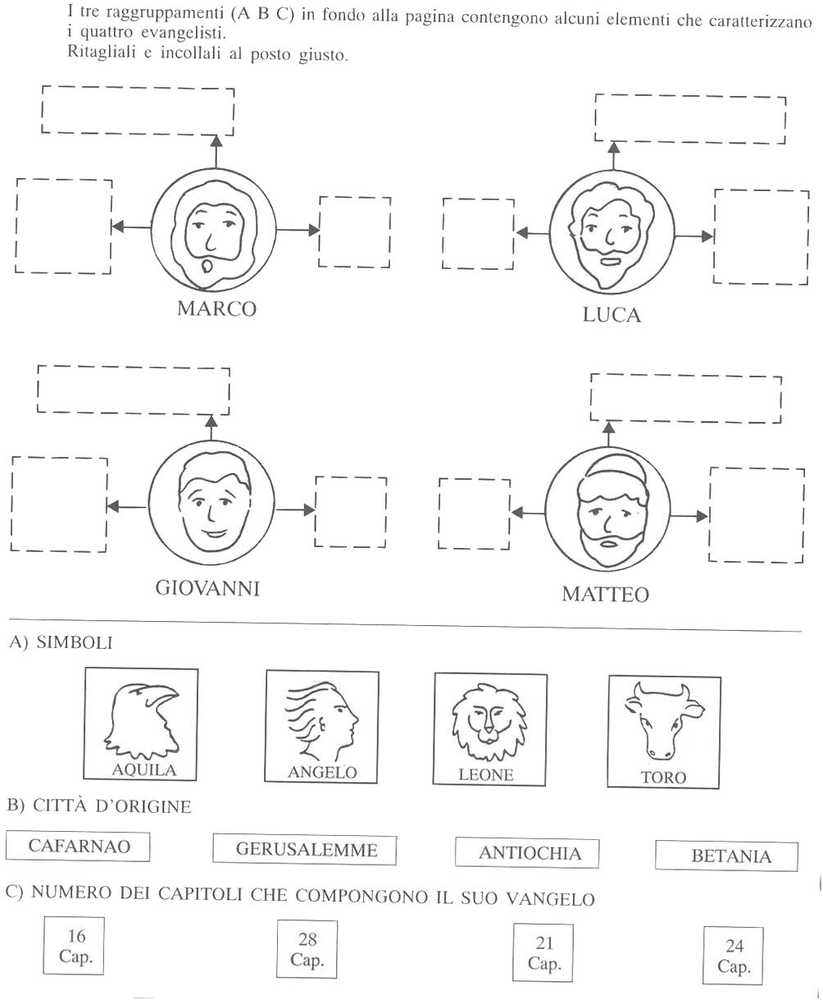 I tre raggruppamenti (A B C) in fondo alla pagina contengono alcuni elementi che caratterizzano
i quattro evangelisti.
Ritagliali e incollali al posto giusto.
MARCO
LUCA
GIOVANNI
MATTEO
A) SIMBOLI
AQUILA
ANGELO
LEONE
TORO
B) CITTÀ D'ORIGINE
CAFARNAO
GERUSALEMME
ANTIOCHIA
BETANIA
C) NUMERO DEI CAPITOLI CHE COMPONGONO IL SUO VANGELO
16
Cap.
28
Cap.
21
Cap.
24
Cap.